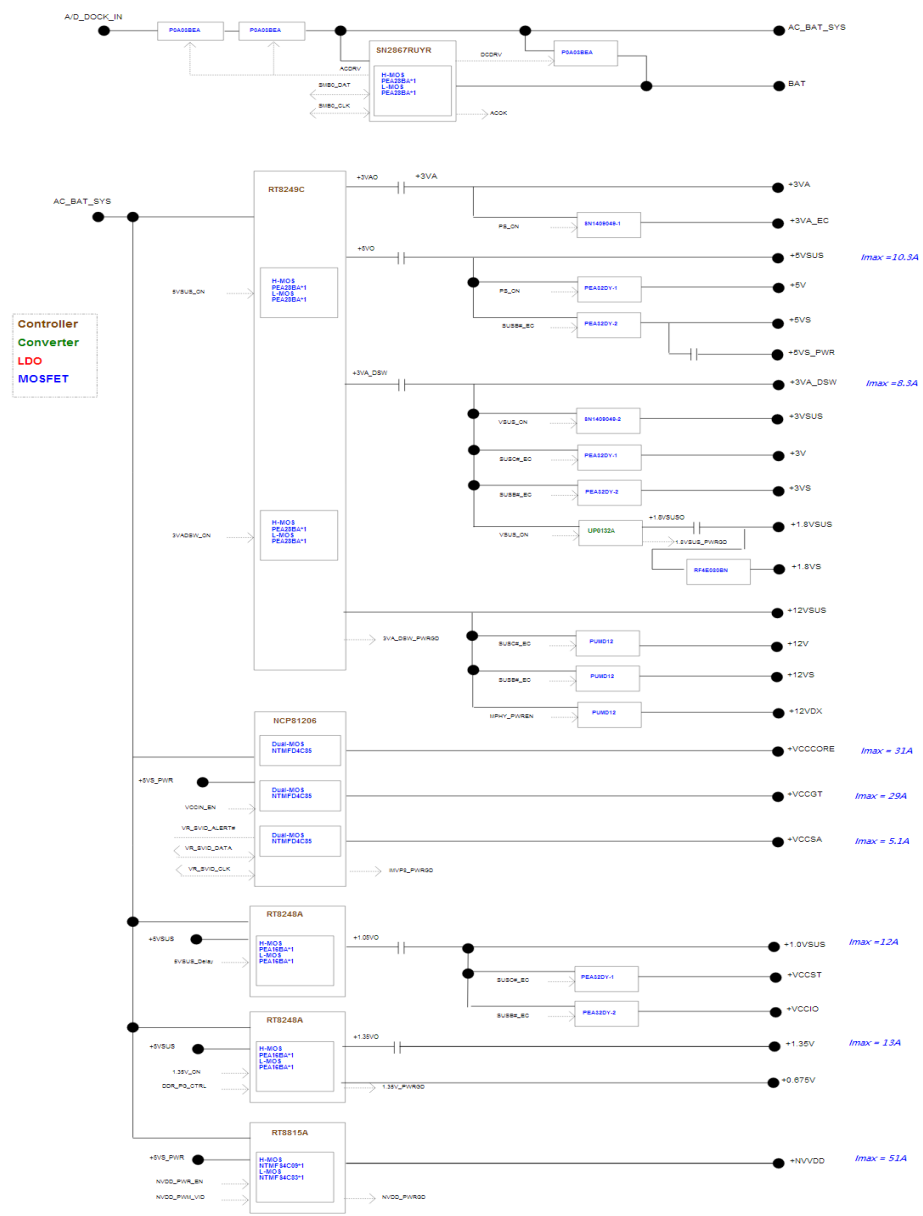 A/D_DOCK_IN
P0A03BEA
P0A03BEA
AC_BAT_SYS
SN2867RUYR
P0A03BEA
ACDRV
DCDRV
H-MOS
PEA28BA*1
L-MOS
PEA28BA*1
SMBC_DAT
SMBC_CLK
BAT
ACOK
RT8249C
+3VAO
+3VA
+3VA
AC_BAT_SYS
PS_ON
SN1409049-1
+3VA_EC
+5VO
+5VSUS
Imax =10.3A
H-MOS
PEA28BA*1
L-MOS
PEA28BA*1
5VSUS_ON
PS_ON
PEA32DY-1
+5V
SUSB#_EC
PEA32DY-2
+5VS
+5VS_PWR
Controller
Converter
LDO
MOSFET
+3VA_DSW
+3VA_DSW
Imax =8.3A
VSUS_ON
SN1409049-2
+3VSUS
SUSC#_EC
PEA32DY-1
+3V
SUSB#_EC
PEA32DY-2
+3VS
H-MOS
PEA28BA*1
L-MOS
PEA28BA*1
3VADSW_ON
VSUS_ON
UP0132A
+1.8VSUSO
1.8VSUS_PWRGD
+1.8VSUS
RF4E080BN
+1.8VS
+12VSUS
3VA_DSW_PWRGD
SUSC#_EC
PUMD12
+12V
SUSB#_EC
PUMD12
+12VS
MPHY_PWREN
PUMD12
+12VDX
NCP81206
Dual-MOS
NTMFD4C85
+VCCCORE
Imax = 31A
+5VS_PWR
Dual-MOS
NTMFD4C85
+VCCGT
Imax = 29A
VCCIN_EN
VR_SVID_ALERT#
Dual-MOS
NTMFD4C85
+VCCSA
Imax = 5.1A
VR_SVID_DATA
VR_SVID_CLK
IMVP8_PWRGD
RT8248A
+5VSUS
H-MOS
PEA16BA*1
L-MOS
PEA16BA*1
+1.05VO
+1.0VSUS
Imax =12A
5VSUS_Delay
SUSC#_EC
PEA32DY-1
+VCCST
SUSB#_EC
PEA32DY-2
+VCCIO
RT8248A
+5VSUS
H-MOS
PEA16BA*1
L-MOS
PEA16BA*1
+1.35VO
+1.35V
Imax = 13A
1.35V_ON
DDR_PG_CTRL
1.35V_PWRGD
+0.675V
RT8815A
+5VS_PWR
H-MOS
NTMFS4C09*1
L-MOS
NTMFS4C03*1
+NVVDD
Imax = 51A
NVDD_PWR_EN
NVDD_PWM_VID
NVDD_PWRGD